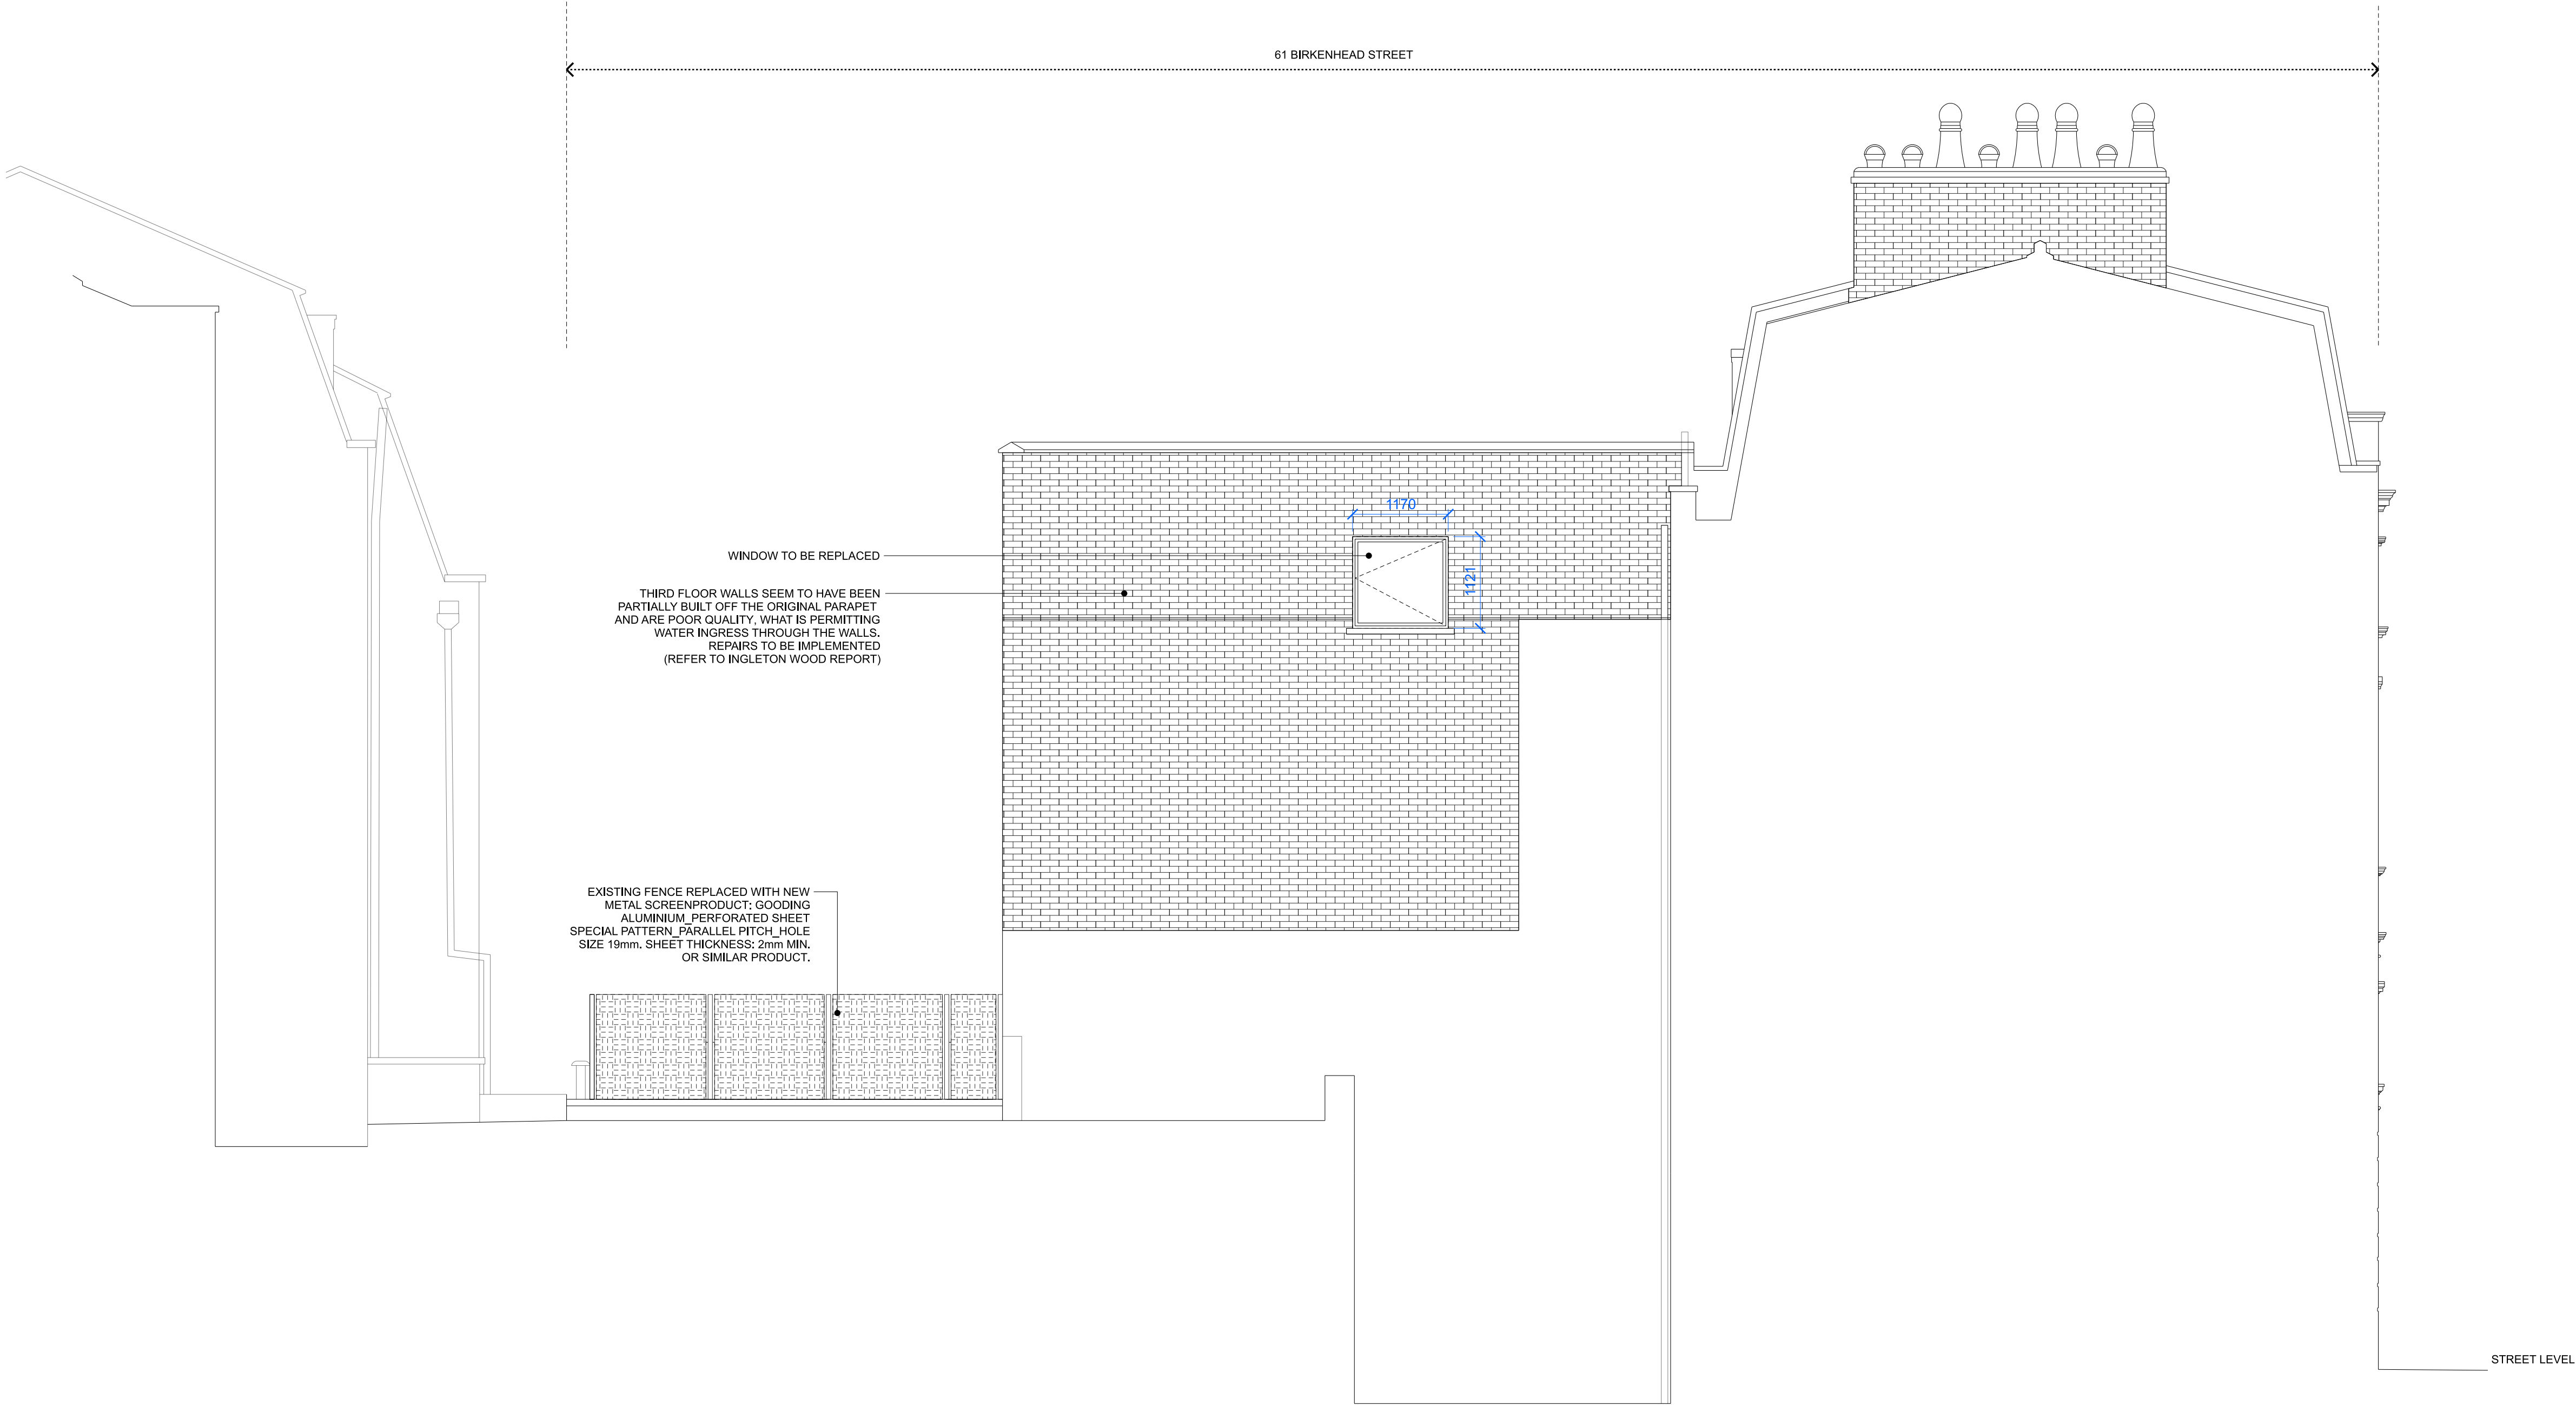 61 BIRKENHEAD STREET
1170
1121
WINDOW TO BE REPLACED
THIRD FLOOR WALLS SEEM TO HAVE BEEN
PARTIALLY BUILT OFF THE ORIGINAL PARAPET
AND ARE POOR QUALITY, WHAT IS PERMITTING
WATER INGRESS THROUGH THE WALLS.
REPAIRS TO BE IMPLEMENTED
(REFER TO INGLETON WOOD REPORT)
EXISTING FENCE REPLACED WITH NEW
METAL SCREENPRODUCT: GOODING
ALUMINIUM_PERFORATED SHEET
SPECIAL PATTERN_PARALLEL PITCH_HOLE
SIZE 19mm. SHEET THICKNESS: 2mm MIN.
OR SIMILAR PRODUCT.
STREET LEVEL